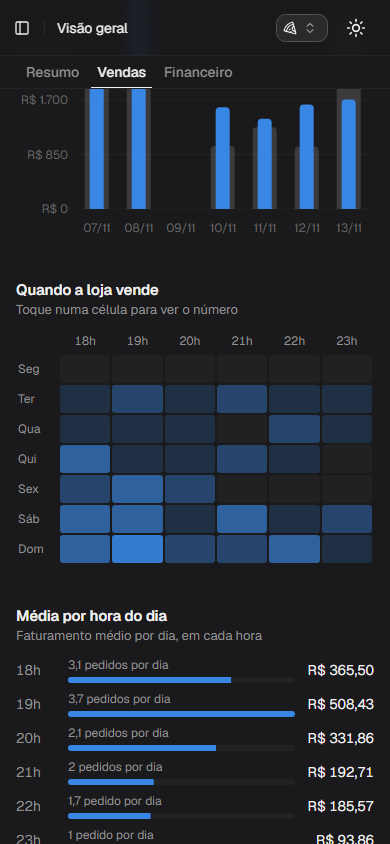 Visão geral
Resumo Vendas Financeiro
R$ 1.700
R$ 850
R$ 0
07/11 08/11 09/11 10/11 11/11 12/11 13/11
Quando a loja vende
Toque numa célula para ver o número
18h 19h 20h 21h 22h 23h
Seg
Ter
Qua
Qui
Sex
Sáb
Dom
Média por hora do dia
Faturamento médio por dia, em cada hora
18h 3,1 pedidos por dia R$ 365,50
19h 3,7 pedidos por dia R$ 508,43
20h 2,1 pedidos por dia R$ 331,86
21h 2 pedidos por dia R$ 192,71
22h 1,7 pedidos por dia R$ 185,57
23h 1 pedido por dia R$ 93,86